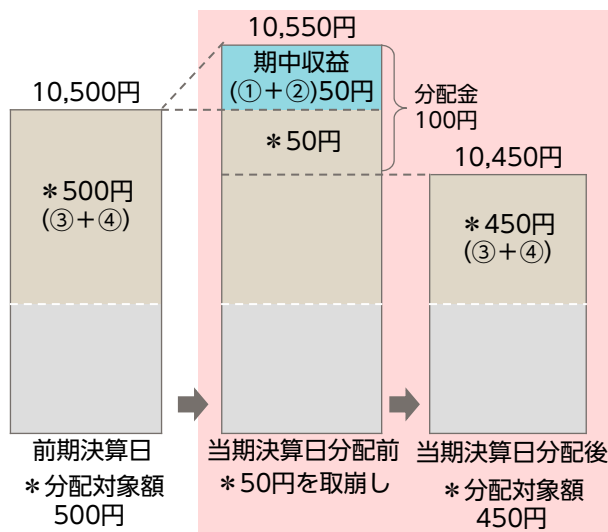 10,500円
＊500円
(③＋④)
前期決算日
＊分配対象額
500円
10,550円
期中収益
(①＋②)50円
＊50円
分配金
100円
当期決算日分配前
＊50円を取崩し
10,450円
＊450円
(③＋④)
当期決算日分配後
＊分配対象額
450円